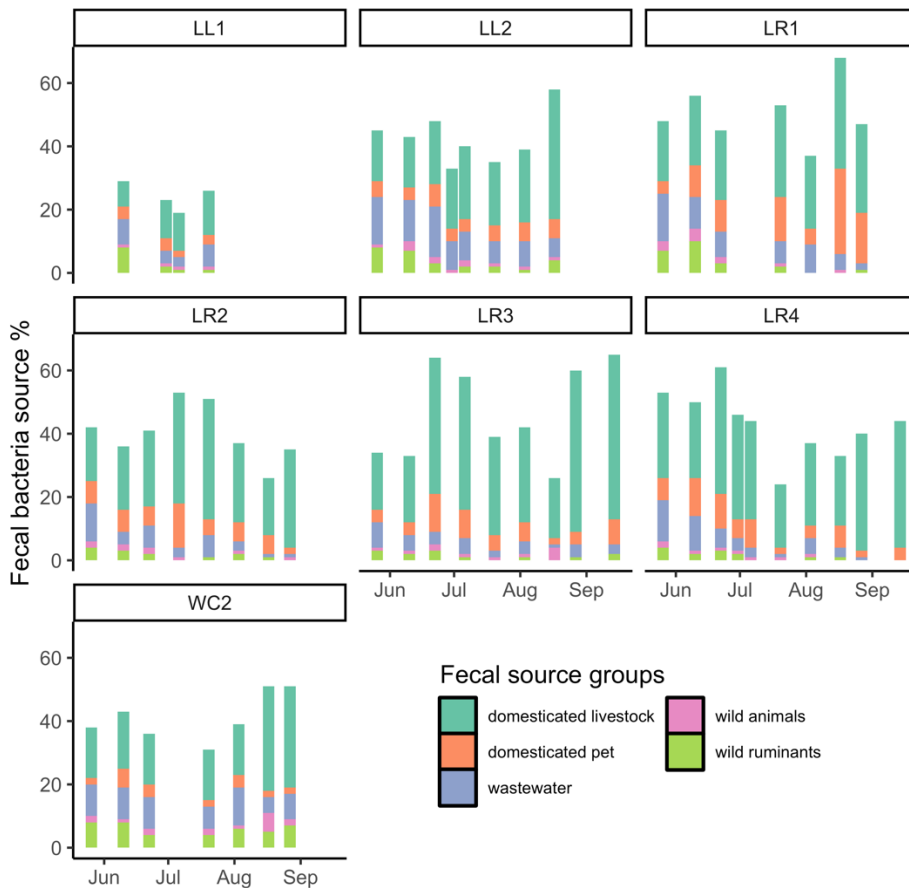 LL1 LL2 LR1
60
40
20
0
LR2 LR3 LR4
60
40
20
0
Jun Jul Aug Sep Jun Jul Aug Sep
WC2
60
40
20
0
Jun Jul Aug Sep
Fecal bacteria source %
Fecal source groups
domesticated livestock wild animals
domesticated pet wild ruminants
wastewater